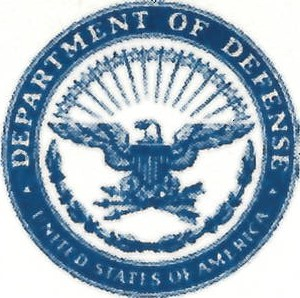 DEPARTMENT OF DEFENSE
UNITED STATES OF AMERICA